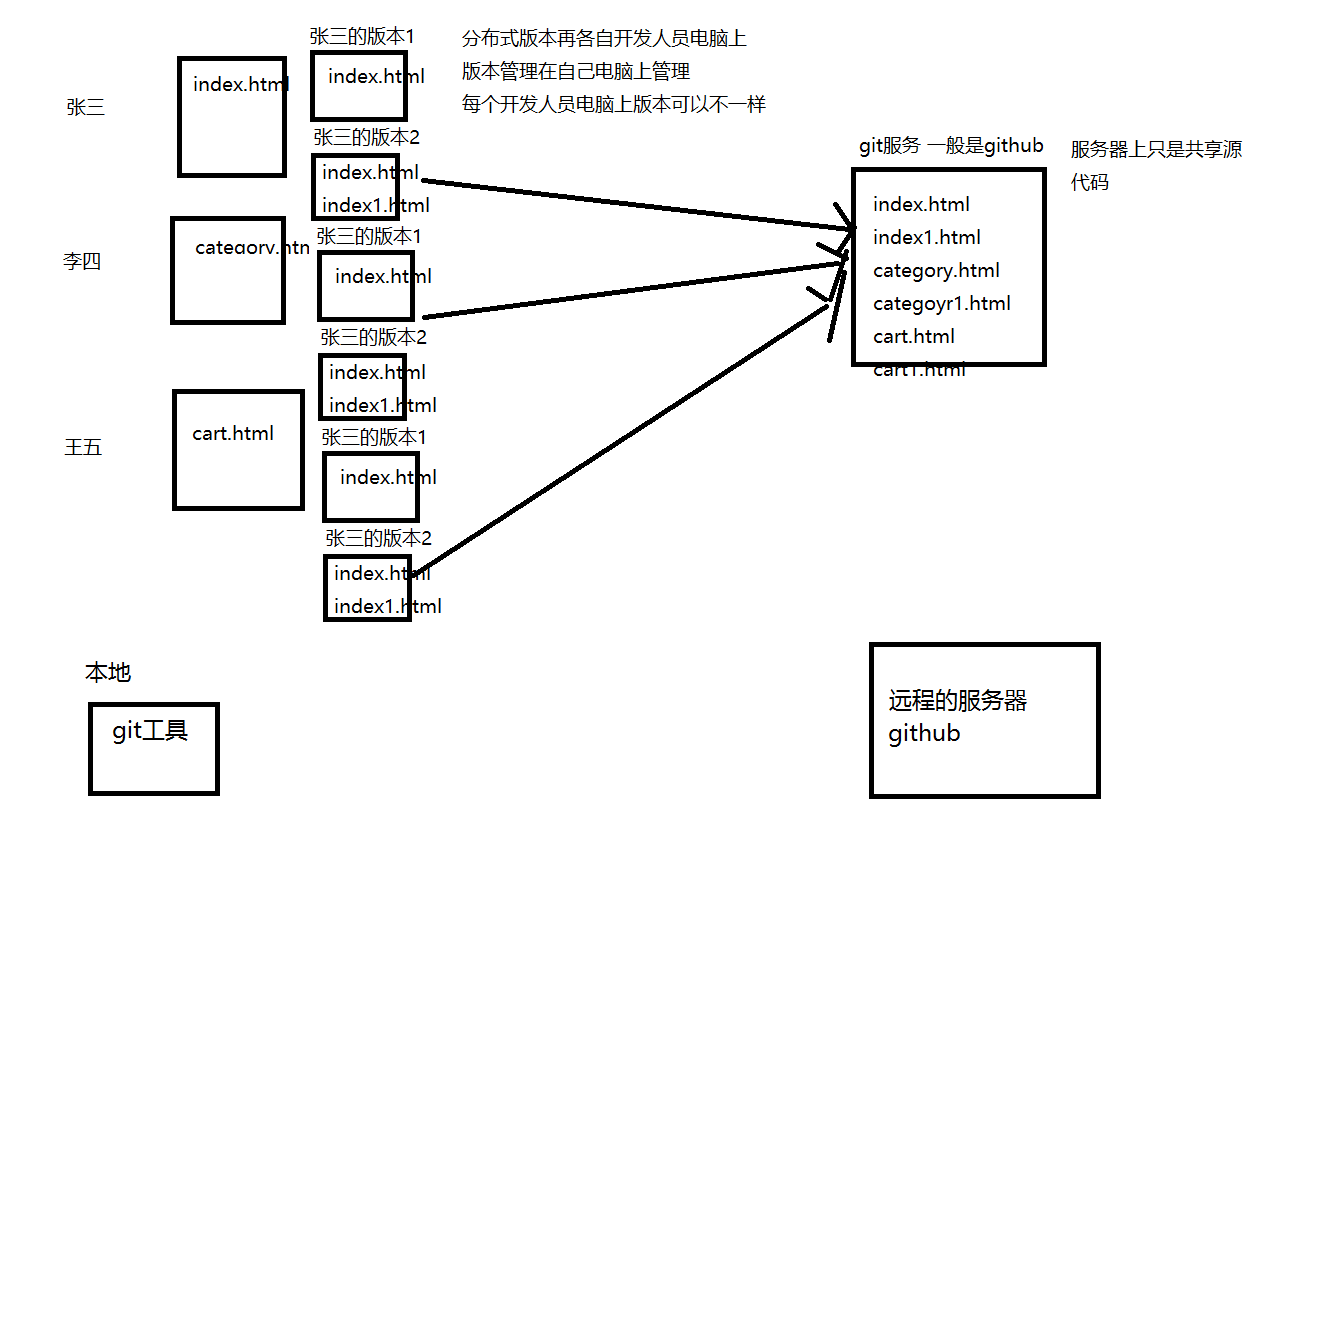 张三的版本1
分布式版本再各自开发人员电脑上
版本管理在自己电脑上管理
每个开发人员电脑上版本可以不一样
张三
index.html
index.html
张三的版本2
index.html
index1.html
git服务 一般是github
服务器上只是共享源
代码
index.html
index1.html
category.html
categoyr1.html
cart.html
cart1.html
李四
category.htn
张三的版本1
index.html
张三的版本2
index.html
index1.html
王五
cart.html
张三的版本1
index.html
张三的版本2
index.html
index1.html
本地
git工具
远程的服务器
github